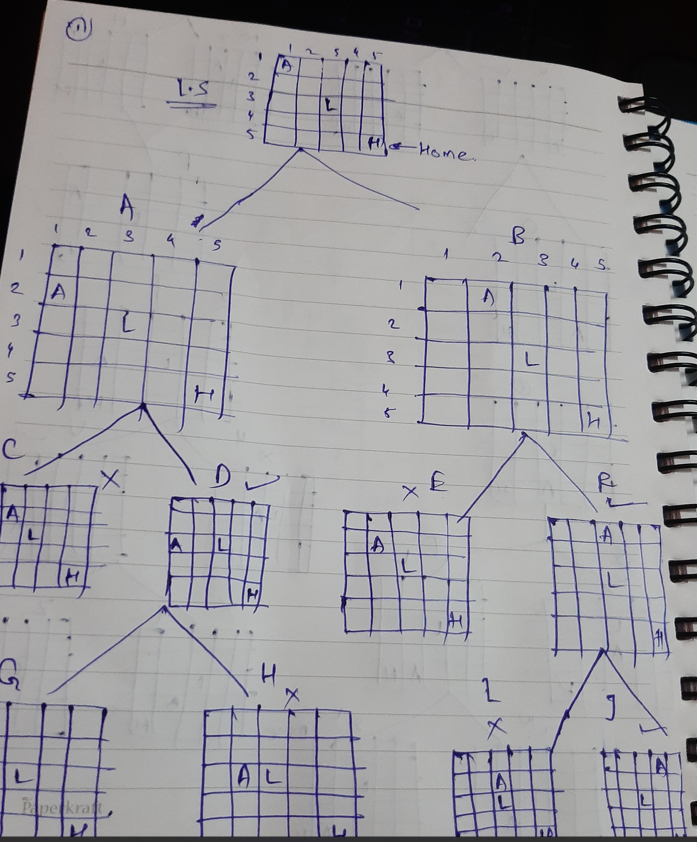 11
1 2 3 4 5
1 A
2
I.S 3 L
4
5 H ← Home
A
1 2 3 4 5
1
2 A
3 L
4
5 H
B
1 2 3 4 5
1 A
2
3 L
4
5 H
C X
A
L
H
D ✓
A L
H
X E
A
L
H
F ✓
A
L
H
G
L
H
H X
A L
H
I
X
A
L
H
J ✓
A
L
Paperkraft